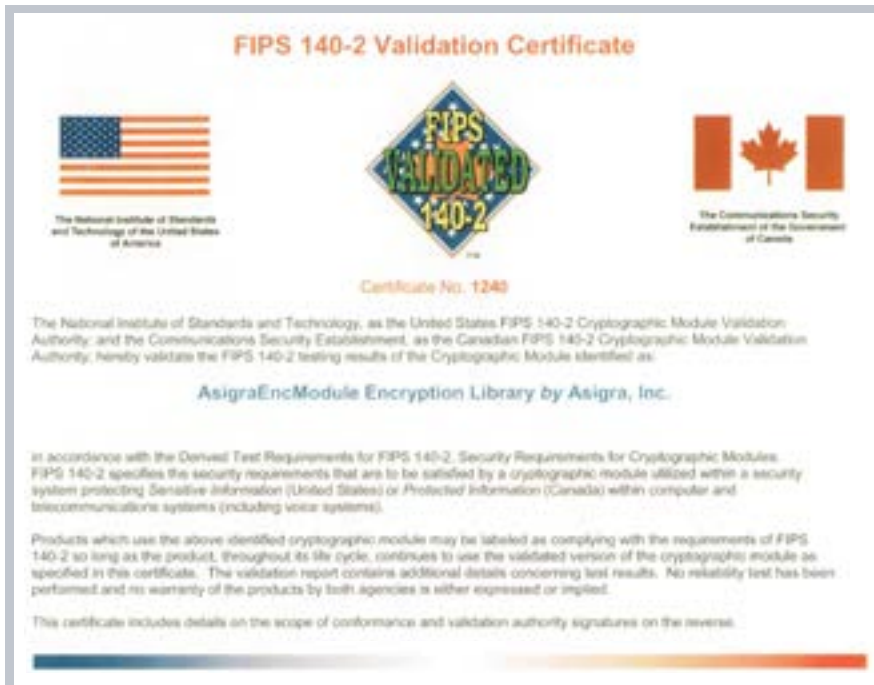 FIPS 140-2 Validation Certificate
FIPS
VALIDATED
140-2
TM
The National Institute of Standards
and Technology of the United States
of America
The Communications Security
Establishment of the Government
of Canada
Certificate No. 1240
The National Institute of Standards and Technology, as the United States FIPS 140-2 Cryptographic Module Validation
Authority; and the Communications Security Establishment, as the Canadian FIPS 140-2 Cryptographic Module Validation
Authority; hereby validate the FIPS 140-2 testing results of the Cryptographic Module identified as:
AsigraEncModule Encryption Library by Asigra, Inc.
in accordance with the Derived Test Requirements for FIPS 140-2, Security Requirements for Cryptographic Modules.
FIPS 140-2 specifies the security requirements that are to be satisfied by a cryptographic module utilized within a security
system protecting Sensitive Information (United States) or Protected Information (Canada) within computer and
telecommunications systems (including voice systems).
Products which use the above identified cryptographic module may be labeled as complying with the requirements of FIPS
140-2 so long as the product, throughout its life cycle, continues to use the validated version of the cryptographic module as
specified in this certificate. The validation report contains additional details concerning test results. No reliability test has been
performed and no warranty of the products by both agencies is either expressed or implied.
This certificate includes details on the scope of conformance and validation authority signatures on the reverse.